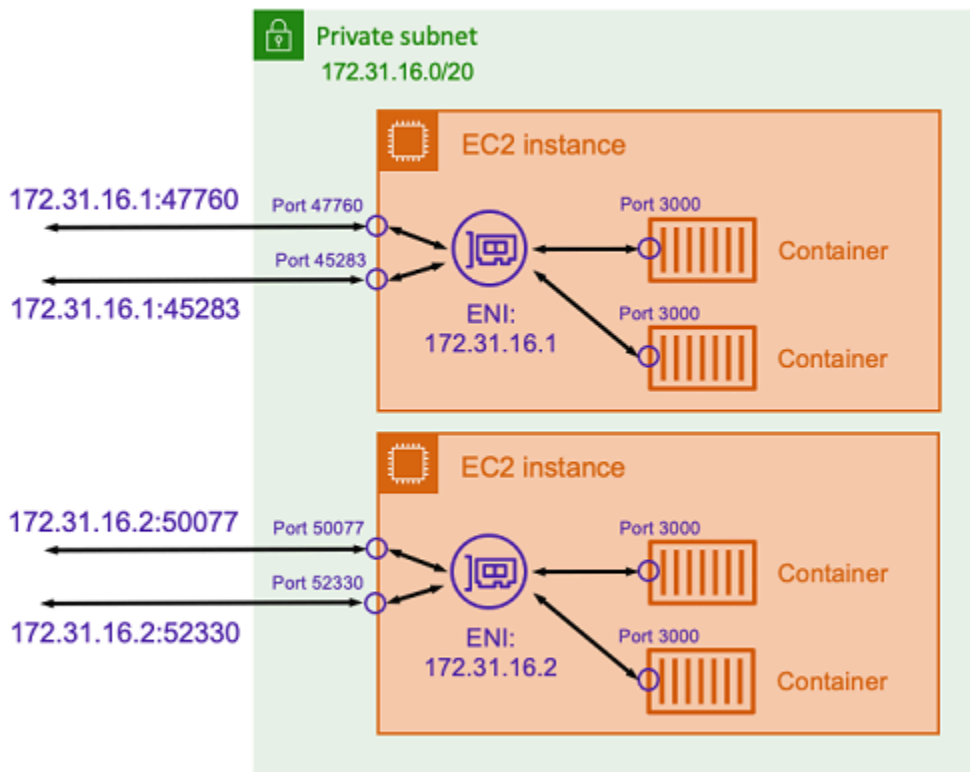 Private subnet
172.31.16.0/20
EC2 instance
172.31.16.1:47760
Port 47760
Port 3000
Container
Port 45283
172.31.16.1:45283
ENI:
172.31.16.1
Port 3000
Container
EC2 instance
172.31.16.2:50077
Port 50077
Port 3000
Container
Port 52330
172.31.16.2:52330
ENI:
172.31.16.2
Port 3000
Container